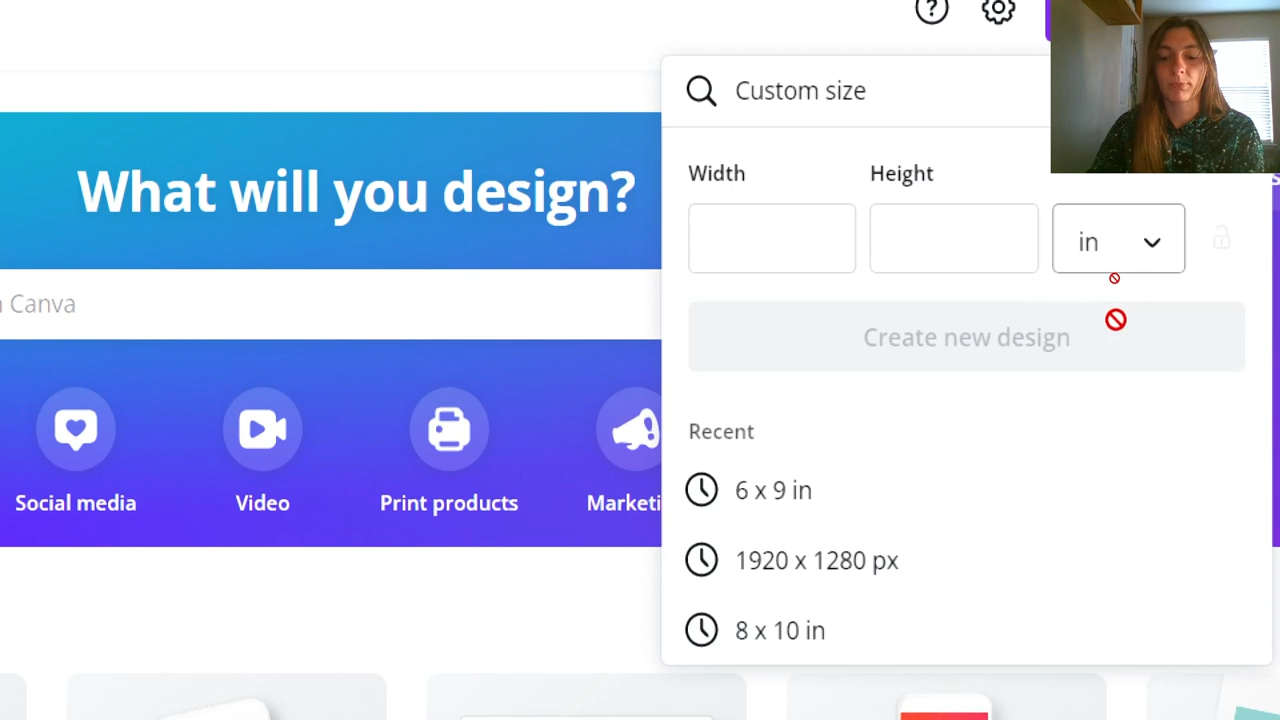 Custom size
Width
Height
What will you design?
in
Canva
Create new design
Recent
6 x 9 in
Social media
Video
Print products
Marketi
1920 x 1280 px
8 x 10 in